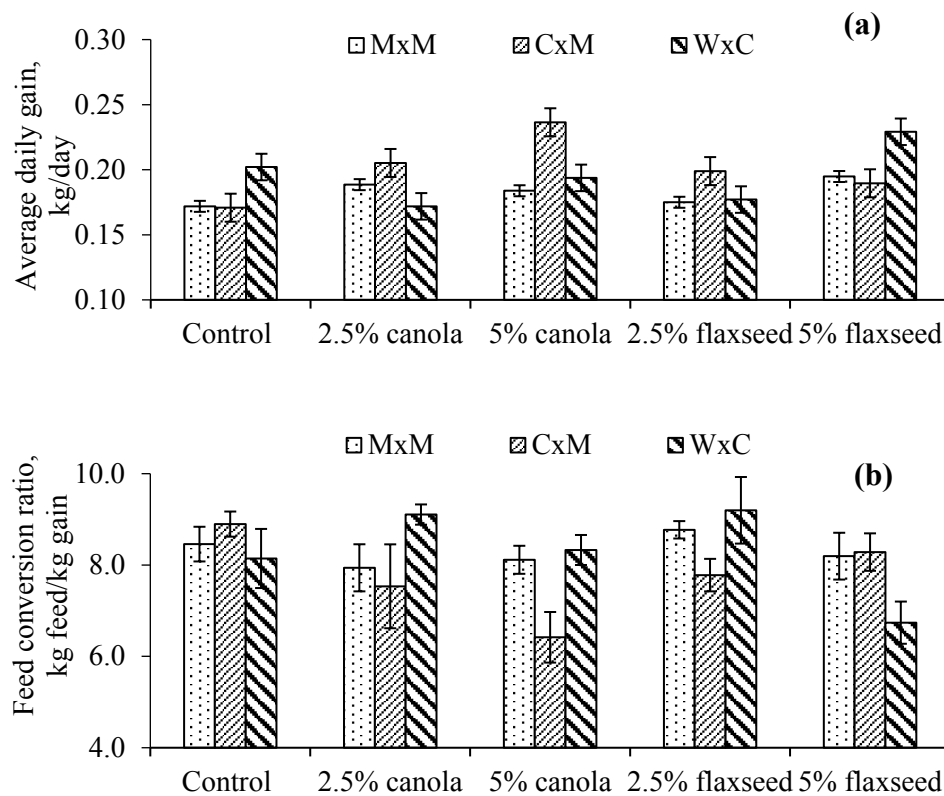 (a)
MxM CxM WxC
Average daily gain,
kg/day
0.30
0.25
0.20
0.15
0.10
Control 2.5% canola 5% canola 2.5% flaxseed 5% flaxseed
MxM CxM WxC
(b)
Feed conversion ratio,
kg feed/kg gain
10.0
8.0
6.0
4.0
Control 2.5% canola 5% canola 2.5% flaxseed 5% flaxseed